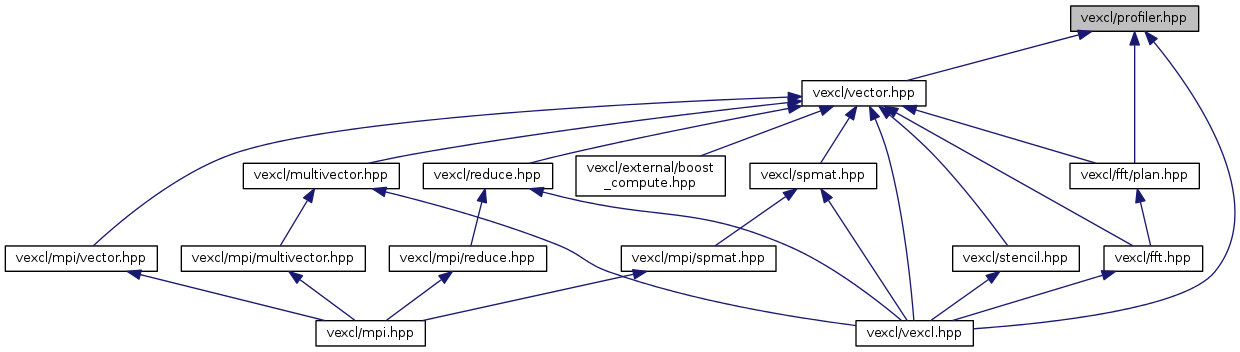 vexcl/profiler.hpp
vexcl/vector.hpp
vexcl/multivector.hpp
vexcl/reduce.hpp
vexcl/external/boost
_compute.hpp
vexcl/spmat.hpp
vexcl/fft/plan.hpp
vexcl/mpi/vector.hpp
vexcl/mpi/multivector.hpp
vexcl/mpi/reduce.hpp
vexcl/mpi/spmat.hpp
vexcl/stencil.hpp
vexcl/fft.hpp
vexcl/mpi.hpp
vexcl/vexcl.hpp